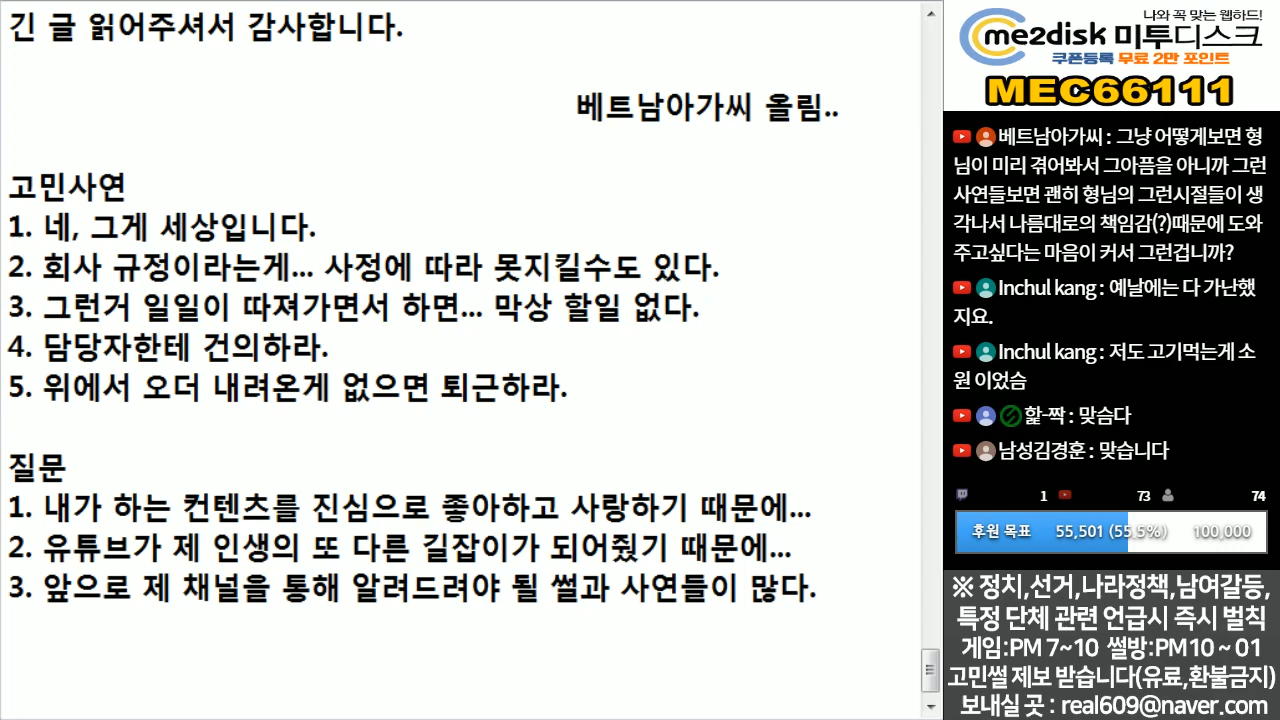 긴 글 읽어주셔서 감사합니다.
베트남아가씨 올림..
고민사연
1. 네, 그게 세상입니다.
2. 회사 규정이라는게... 사정에 따라 못지킬수도 있다.
3. 그런거 일일이 따져가면서 하면... 막상 할일 없다.
4. 담당자한테 건의하라.
5. 위에서 오더 내려온게 없으면 퇴근하라.
질문
1. 내가 하는 컨텐츠를 진심으로 좋아하고 사랑하기 때문에...
2. 유튜브가 제 인생의 또 다른 길잡이가 되어줬기 때문에...
3. 앞으로 제 채널을 통해 알려드려야 될 썰과 사연들이 많다.
나와 꼭 맞는 웹하드!
me2disk 미투디스크
쿠폰등록 무료 2만 포인트
MEC66111
베트남아가씨 : 그냥 어떻게보면 형
님이 미리 겪어봐서 그아픔을 아니까 그런
사연들보면 괜히 형님의 그런시절들이 생
각나서 나름대로의 책임감(?)때문에 도와
주고싶다는 마음이 커서 그런겁니까?
Inchul kang : 예날에는 다 가난했
지요.
Inchul kang : 저도 고기먹는게 소
원 이었슴
핥-짝 : 맞슴다
남성김경훈 : 맞습니다
1 73 74
후원 목표 55,501 (55.5%) 100,000
※ 정치,선거,나라정책,남여갈등,
특정 단체 관련 언급시 즉시 벌칙
게임:PM 7~10 썰방:PM 10 ~ 01
고민썰 제보 받습니다(유료,환불금지)
보내실 곳 : real609@naver.com